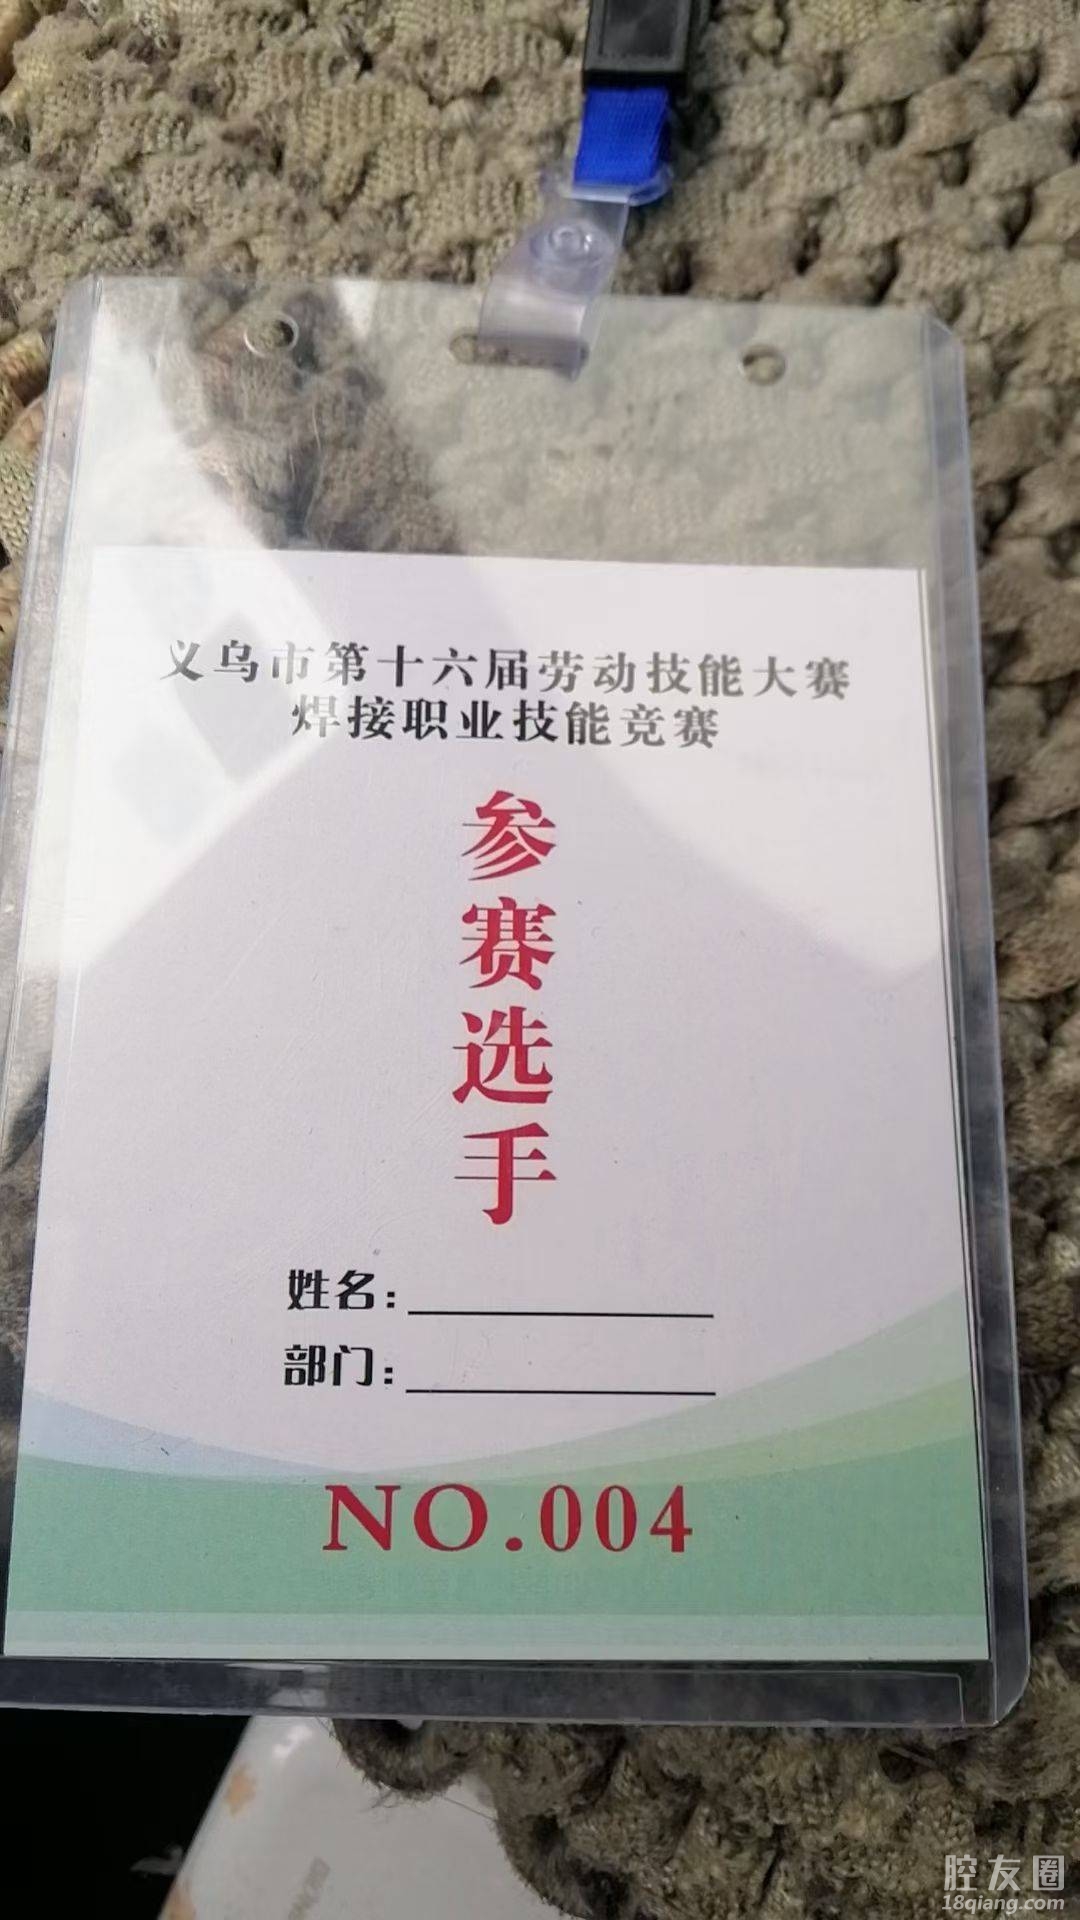 义乌市第十六届劳动技能大赛
焊接职业技能竞赛
参赛选手
姓名：
部门：
NO.004
腔友圈
18qiang.com